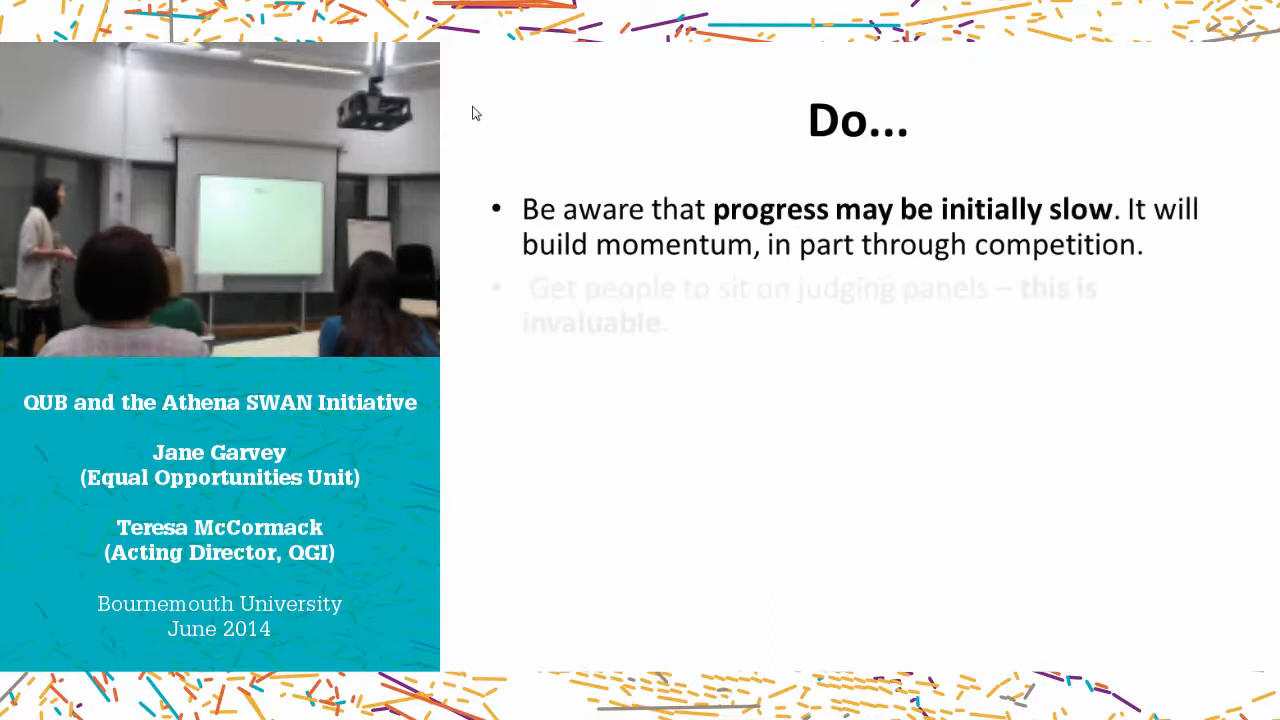 Do...
• Be aware that progress may be initially slow. It will
build momentum, in part through competition.
• Get people to sit on judging panels – this is
invaluable.
QUB and the Athena SWAN Initiative
Jane Garvey
(Equal Opportunities Unit)
Teresa McCormack
(Acting Director, QGI)
Bournemouth University
June 2014